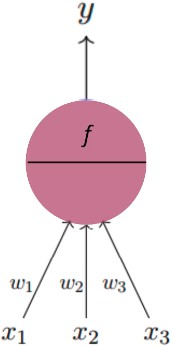 y
f
w₁ w₂ w₃
x₁ x₂ x₃